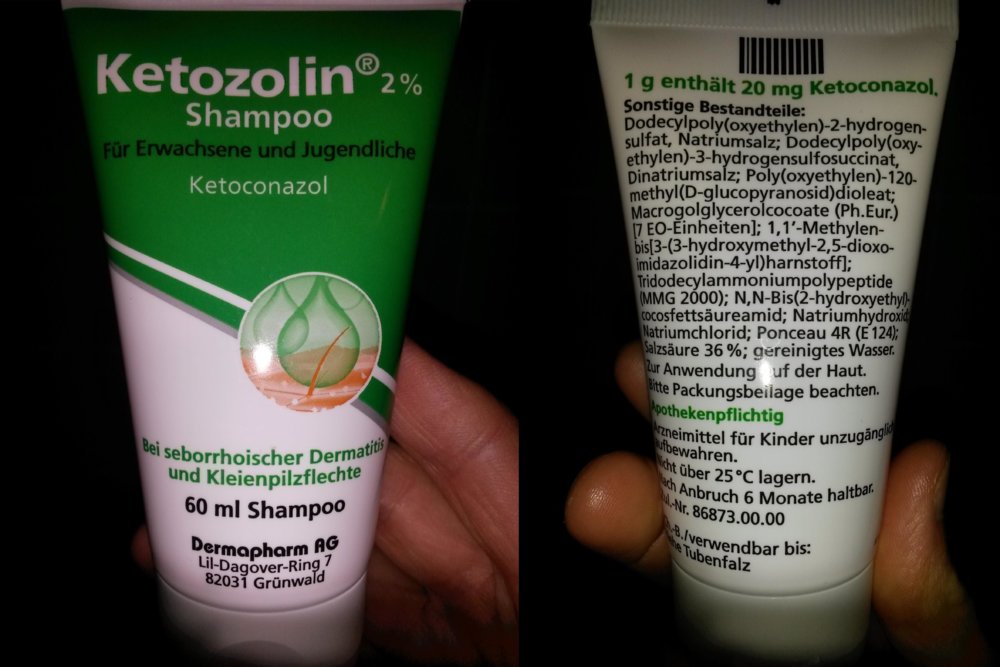 Ketozolin® 2 %
Shampoo
Für Erwachsene und Jugendliche
Ketoconazol
Bei seborrhoischer Dermatitis
und Kleienpilzflechte
60 ml Shampoo
Dermapharm AG
Lil-Dagover-Ring 7
82031 Grünwald
1 g enthält 20 mg Ketoconazol.
Sonstige Bestandteile:
Dodecylpoly(oxyethylen)-2-hydrogen-
sulfat, Natriumsalz; Dodecylpoly(oxy-
ethylen)-3-hydrogensulfosuccinat,
Dinatriumsalz; Poly(oxyethylen)-120-
methyl(D-glucopyranosid)dioleat;
Macrogolglycerolcocoate (Ph.Eur.)
[7 EO-Einheiten]; 1,1'-Methylen-
bis[3-(3-hydroxymethyl-2,5-dioxo-
imidazolidin-4-yl)harnstoff];
Tridodecylammoniumpolypeptide
(MMG 2000); N,N-Bis(2-hydroxyethyl)-
cocosfettsäureamid; Natriumhydroxid;
Natriumchlorid; Ponceau 4R (E 124);
Salzsäure 36 %; gereinigtes Wasser.
Zur Anwendung auf der Haut.
Bitte Packungsbeilage beachten.
Apothekenpflichtig
Arzneimittel für Kinder unzugänglich
aufbewahren.
Nicht über 25 °C lagern.
Nach Anbruch 6 Monate haltbar.
Zul.-Nr. 86873.00.00
Ch.-B./verwendbar bis:
siehe Tubenfalz